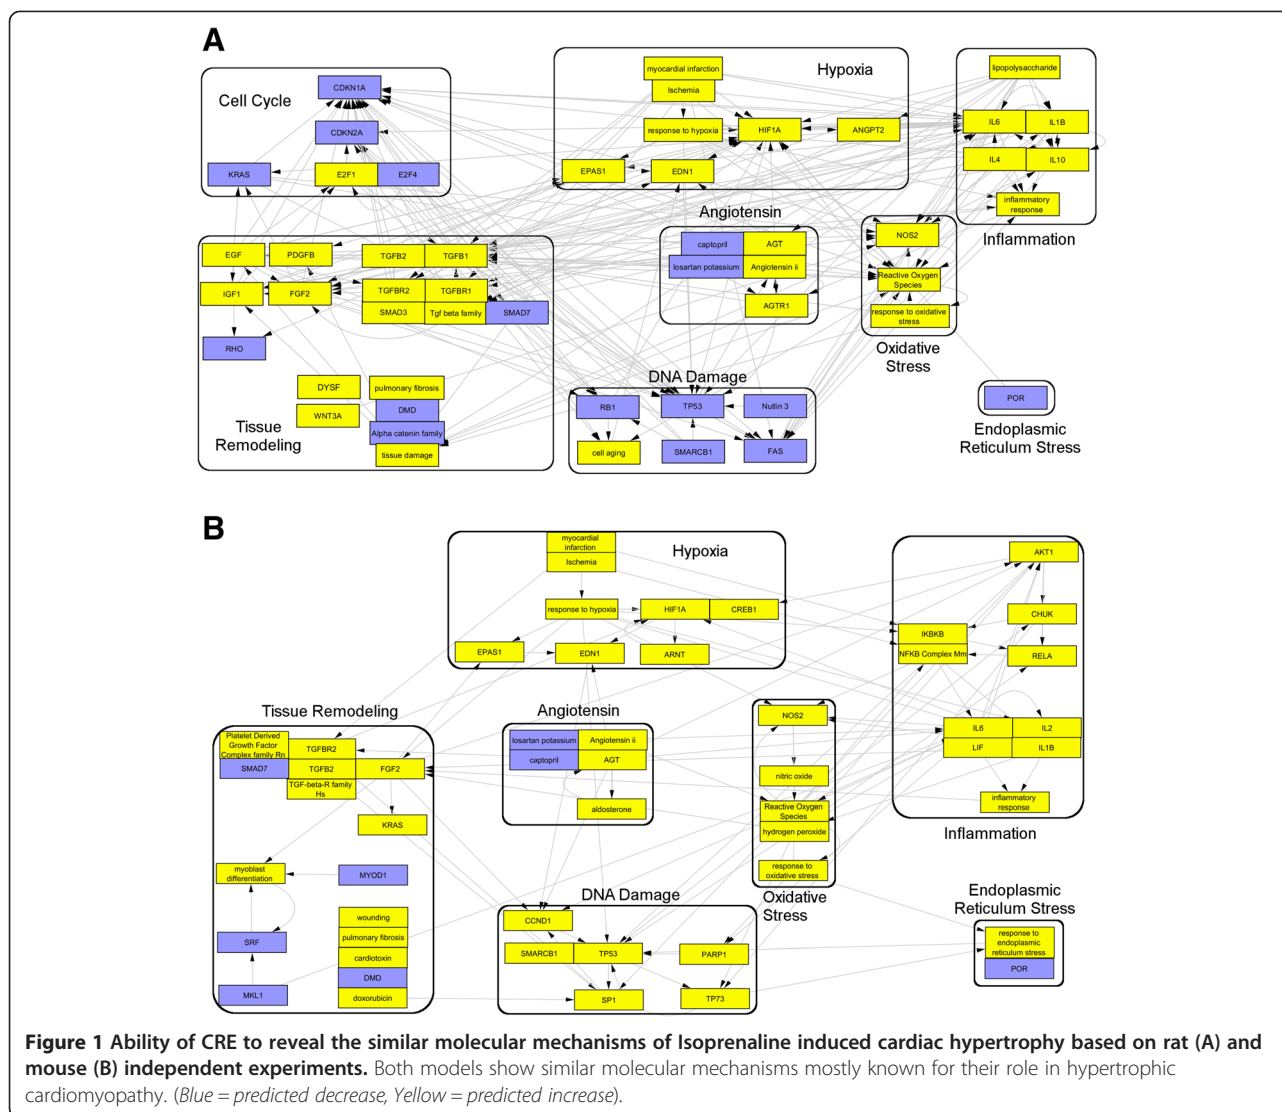 A
Cell Cycle
CDKN1A
CDKN2A
KRAS
E2F1
E2F4
Hypoxia
myocardial infarction
Ischemia
response to hypoxia
HIF1A
ANGPT2
EPAS1
EDN1
lipopolysaccharide
IL6
IL1B
IL4
IL10
inflammatory
response
Inflammation
Angiotensin
captopril
AGT
losartan potassium
Angiotensin ii
AGTR1
NOS2
Reactive Oxygen
Species
response to oxidative
stress
Oxidative
Stress
EGF
PDGFB
TGFB2
TGFB1
IGF1
FGF2
TGFBR2
TGFBR1
SMAD3
Tgf beta family
SMAD7
RHO
DYSF
pulmonary fibrosis
WNT3A
DMD
Alpha catenin family
tissue damage
Tissue
Remodeling
DNA Damage
RB1
TP53
Nutlin 3
cell aging
SMARCB1
FAS
POR
Endoplasmic
Reticulum Stress
B
myocardial
infarction
Ischemia
Hypoxia
response to hypoxia
HIF1A
CREB1
EPAS1
EDN1
ARNT
AKT1
CHUK
IKBKB
NFKB Complex Mm
RELA
IL6
IL2
LIF
IL1B
inflammatory
response
Inflammation
Tissue Remodeling
Platelet Derived
Growth Factor
Complex family Rn
TGFBR2
SMAD7
TGFB2
FGF2
TGF-beta-R family
Hs
KRAS
myoblast
differentiation
MYOD1
SRF
MKL1
wounding
pulmonary fibrosis
cardiotoxin
DMD
doxorubicin
Angiotensin
losartan potassium
Angiotensin ii
captopril
AGT
aldosterone
NOS2
nitric oxide
Reactive Oxygen
Species
hydrogen peroxide
response to
oxidative stress
Oxidative
Stress
DNA Damage
CCND1
SMARCB1
TP53
PARP1
SP1
TP73
Endoplasmic
Reticulum Stress
response to
endoplasmic
reticulum stress
POR
Figure 1 Ability of CRE to reveal the similar molecular mechanisms of Isoprenaline induced cardiac hypertrophy based on rat (A) and
mouse (B) independent experiments. Both models show similar molecular mechanisms mostly known for their role in hypertrophic
cardiomyopathy. (Blue = predicted decrease, Yellow = predicted increase).